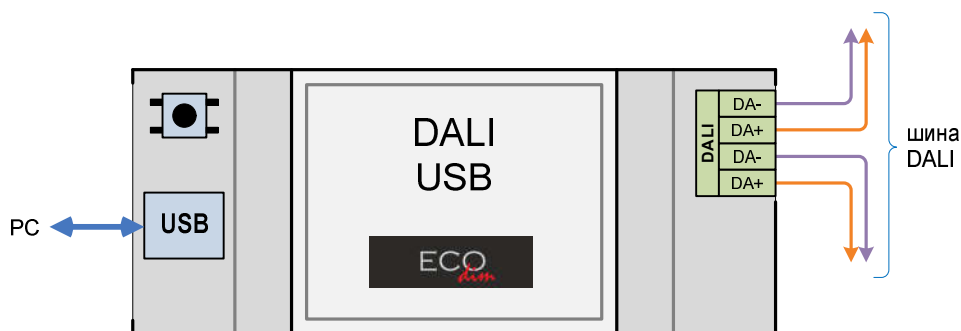 DALI
USB
ECO
dim
PC
USB
DALI
DA-
DA+
DA-
DA+
шина
DALI